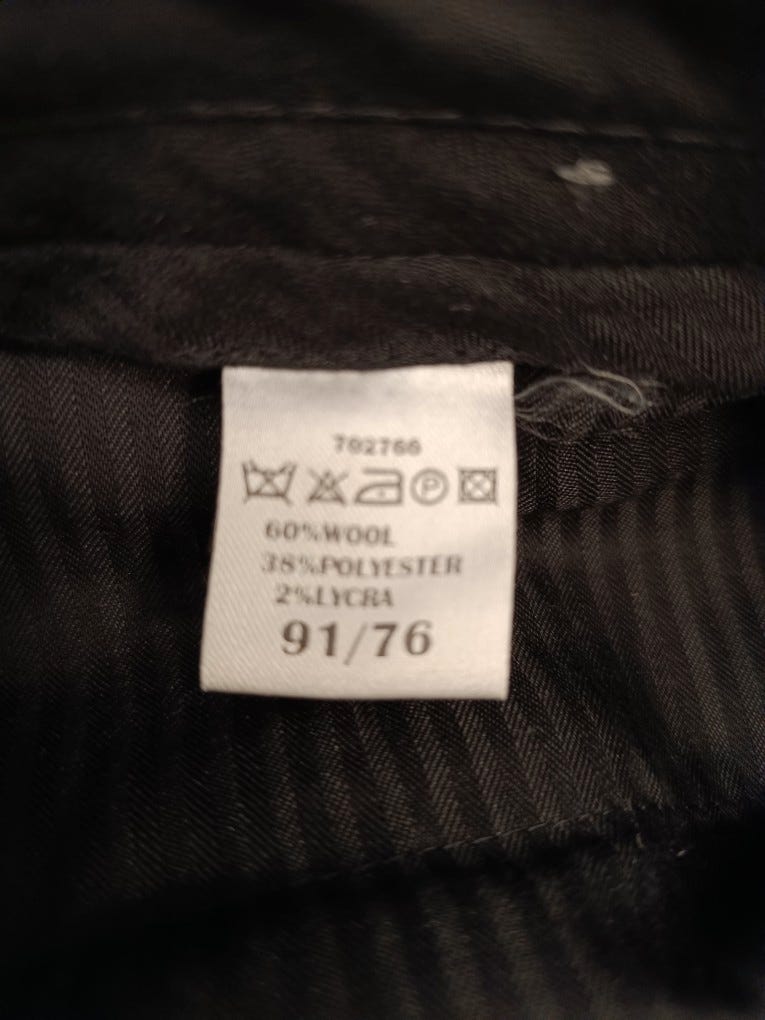 702766
P
60%WOOL
38%POLYESTER
2%LYCRA
91/76